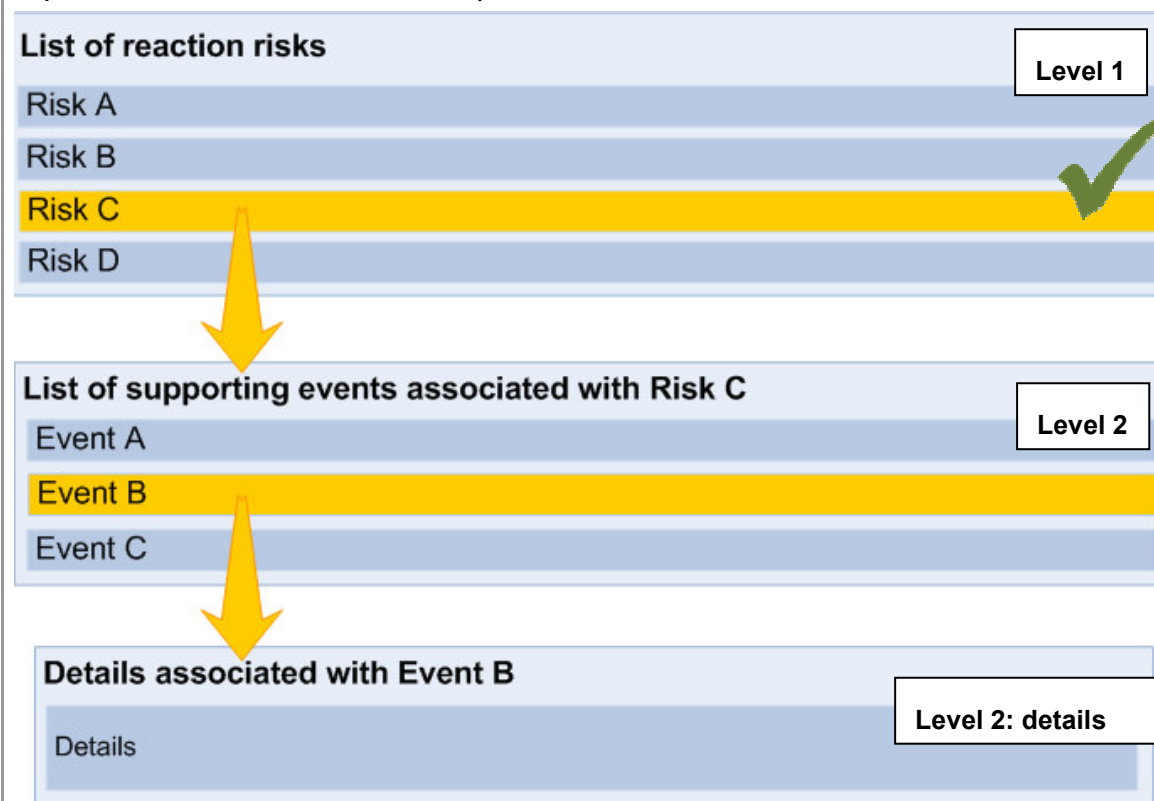 List of reaction risks
Level 1
Risk A
Risk B
Risk C
Risk D
List of supporting events associated with Risk C
Level 2
Event A
Event B
Event C
Details associated with Event B
Level 2: details
Details